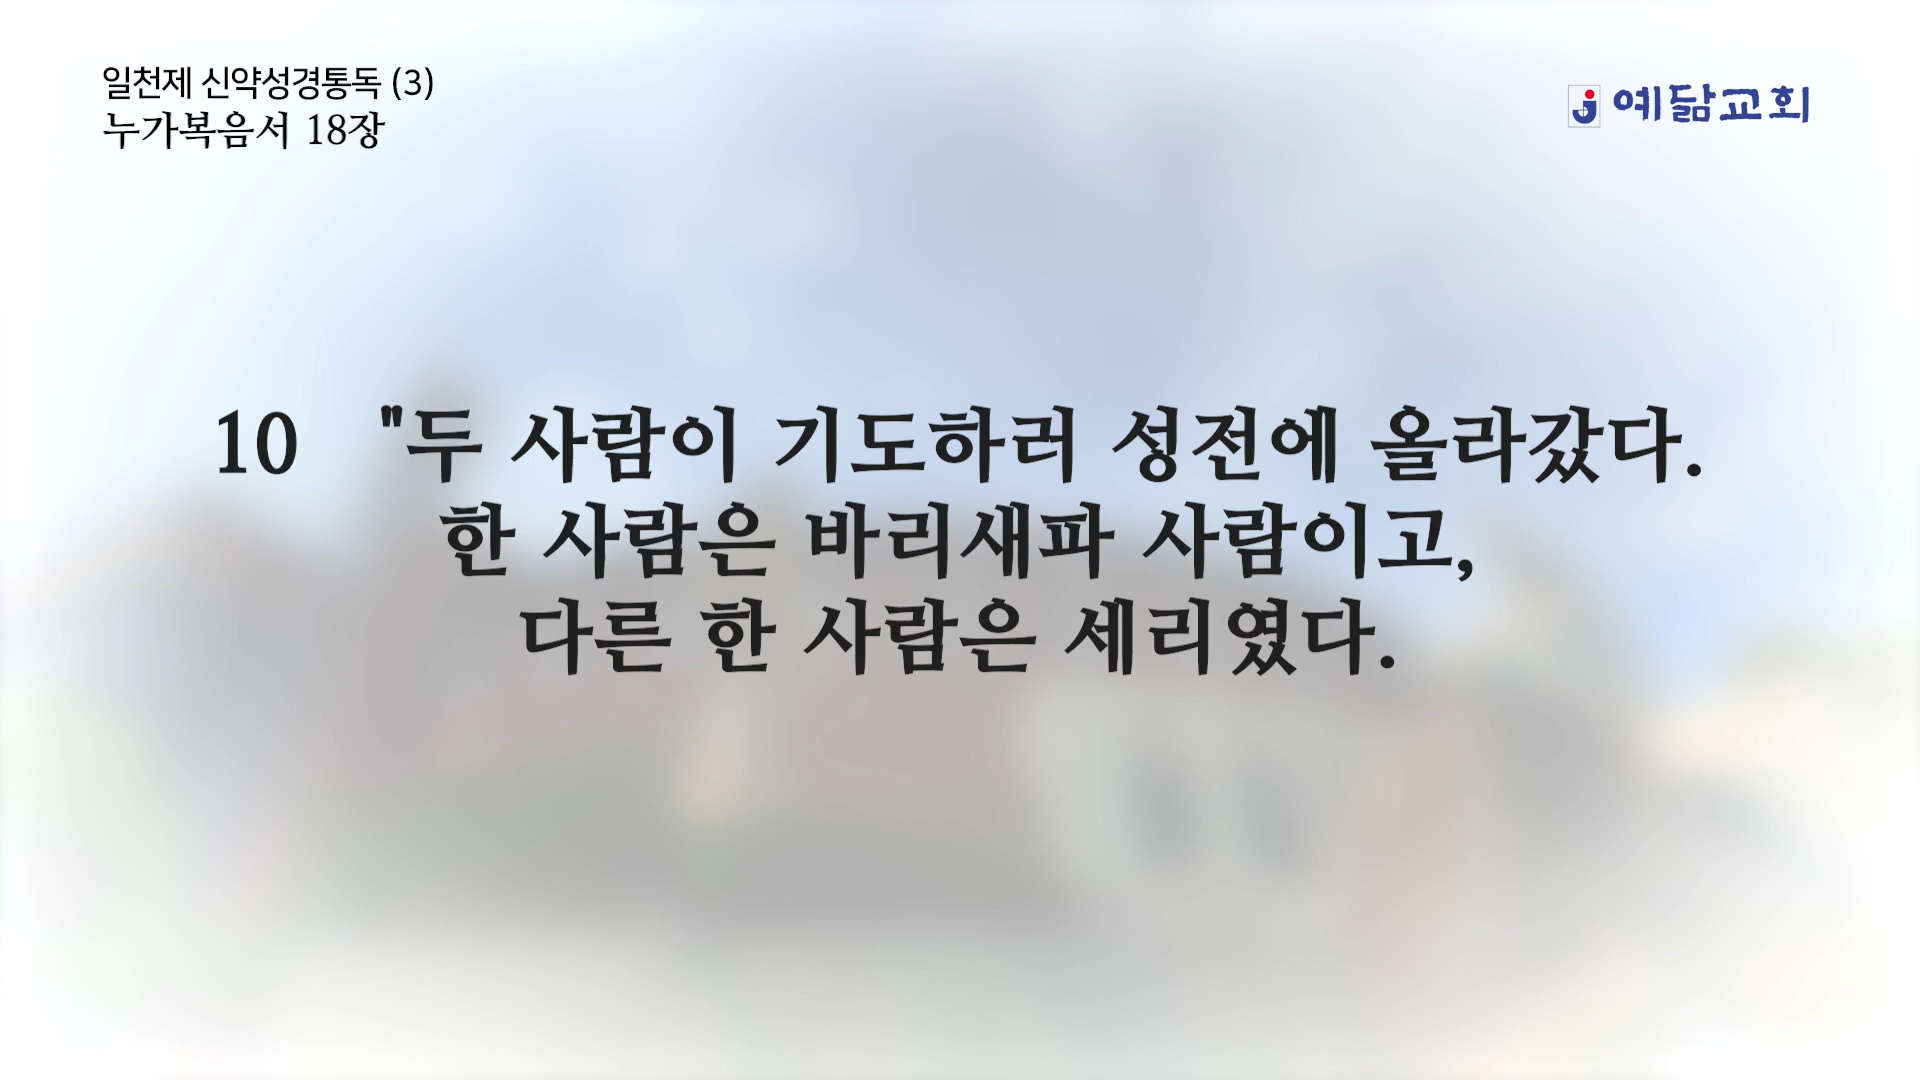 일천제 신약성경통독 (3)
누가복음서 18장
예닮교회
10 "두 사람이 기도하러 성전에 올라갔다.
한 사람은 바리새파 사람이고,
다른 한 사람은 세리였다.